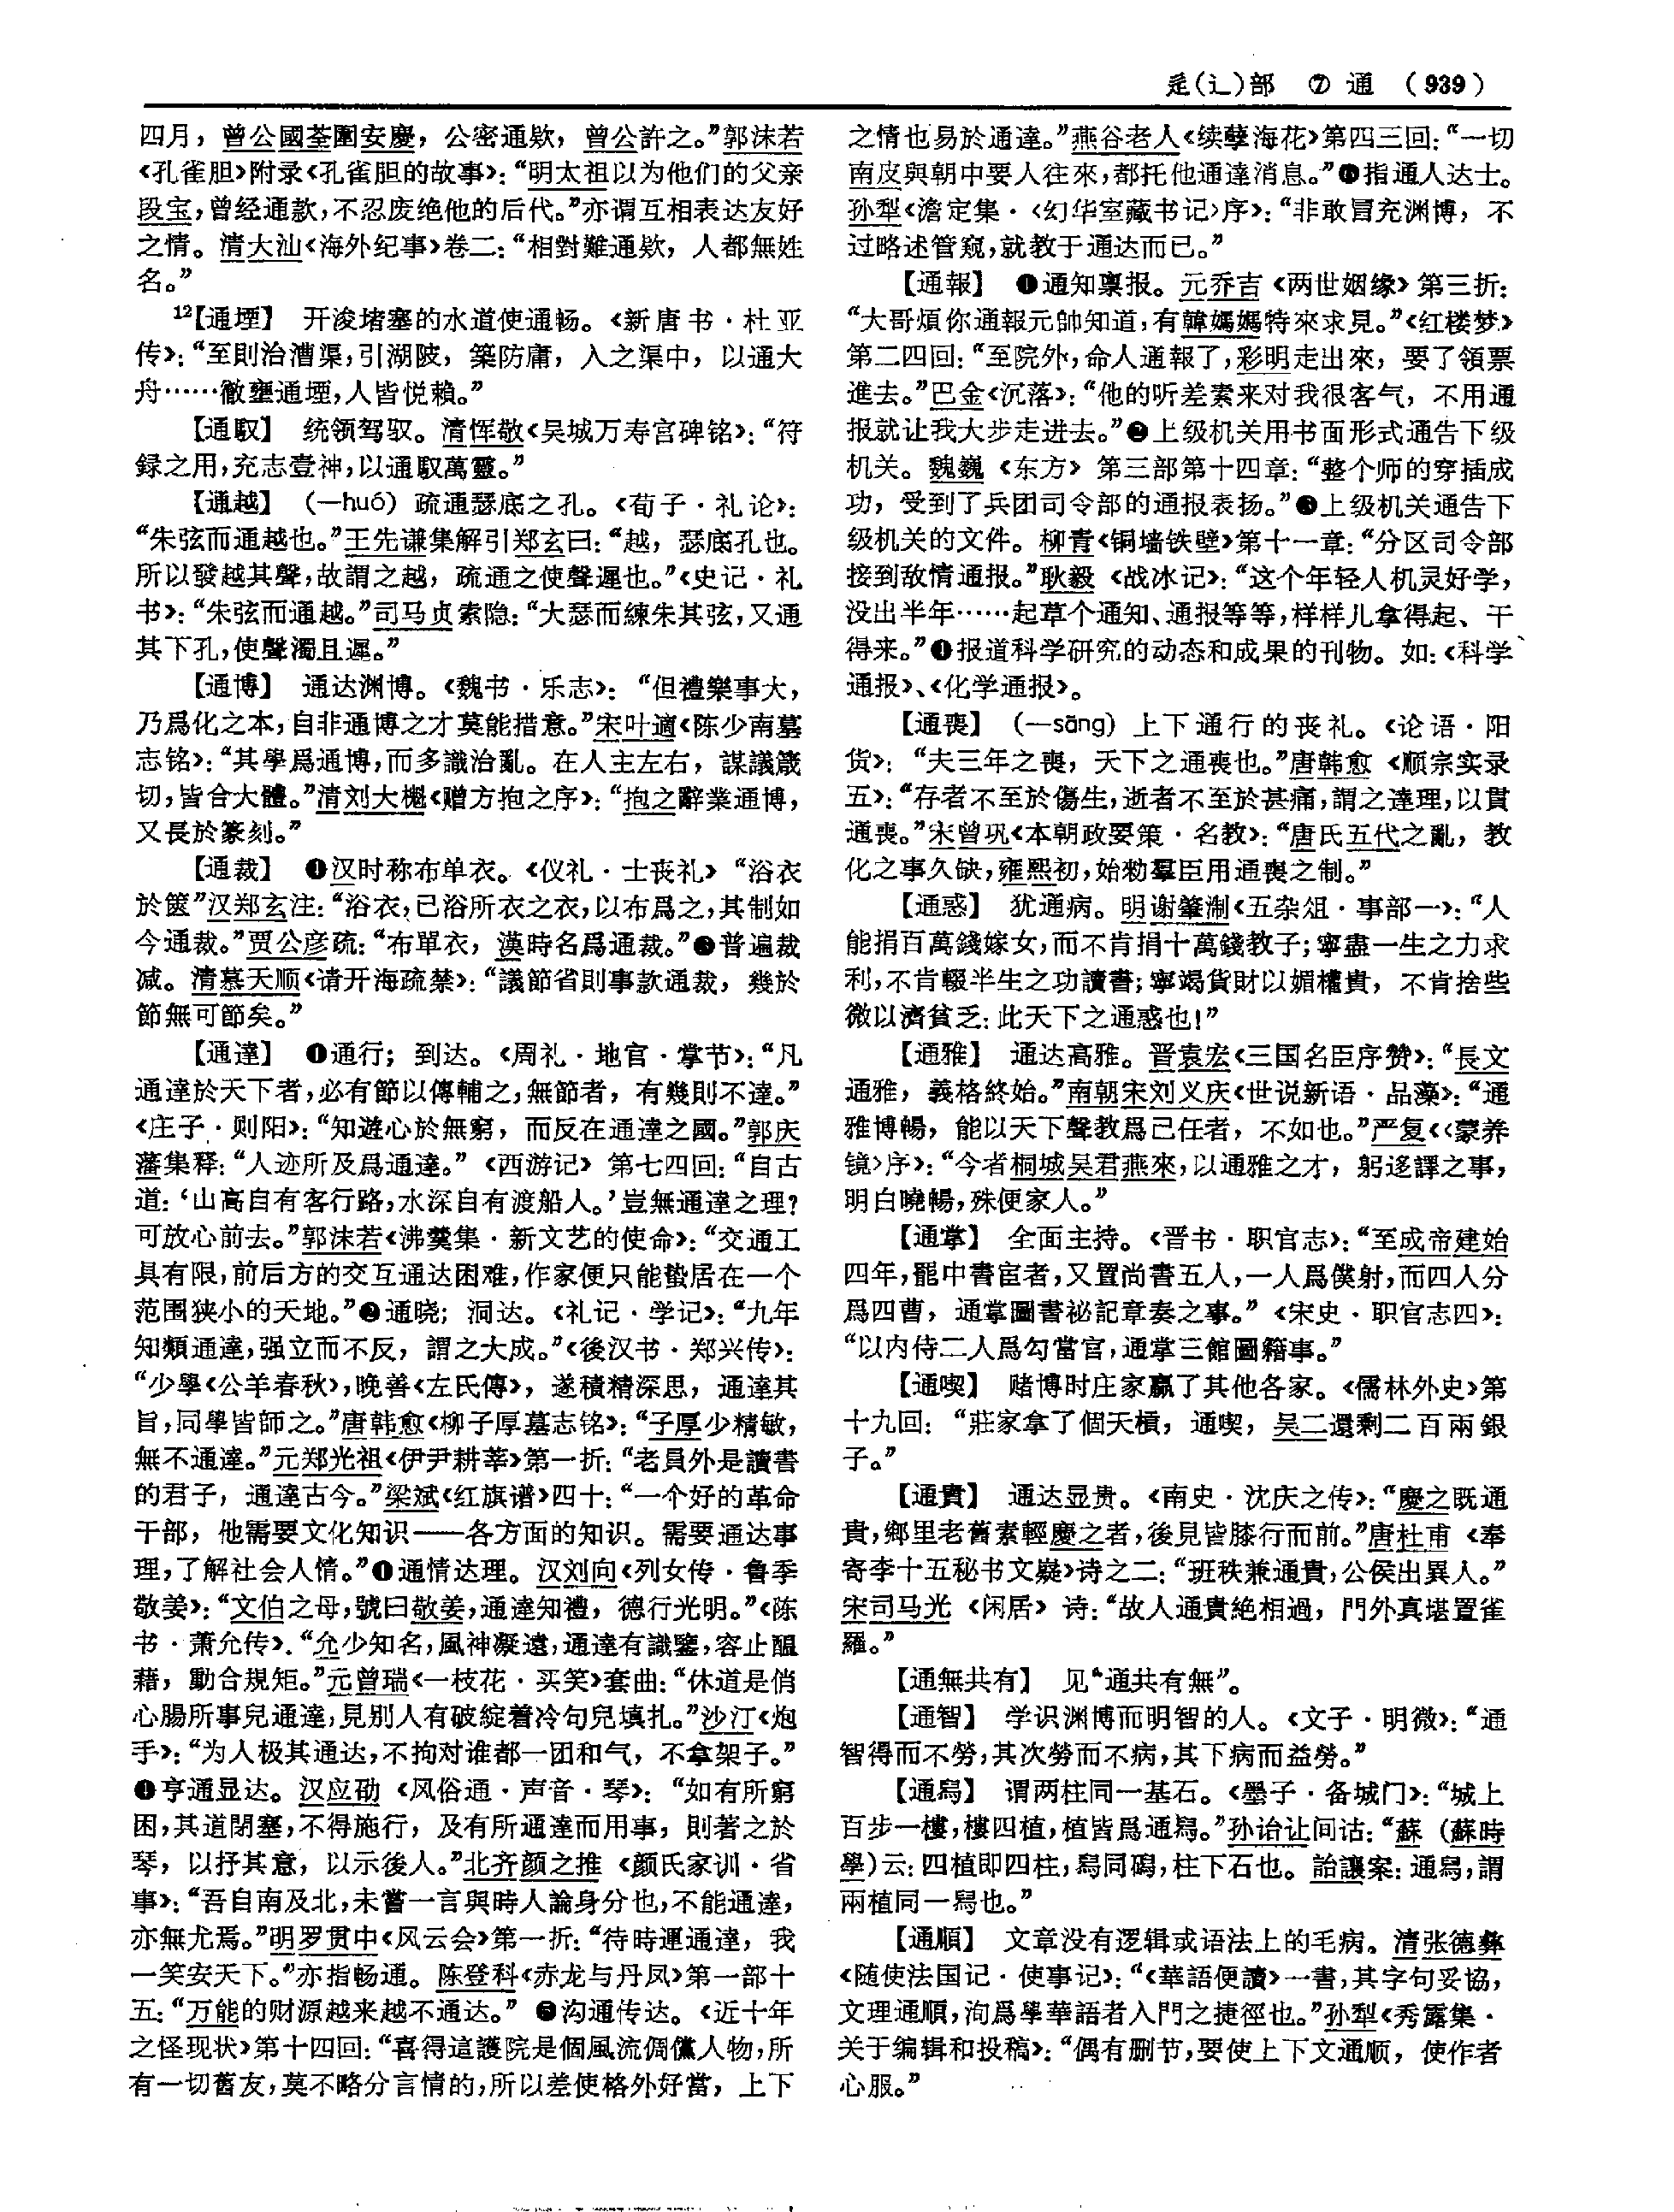 辵(辶)部　⑦ 通　(939)
四月，曾公國荃圍安慶，公密通欵，曾公許之。”郭沫若
《孔雀胆》附录《孔雀胆的故事》：“明太祖以为他们的父亲
段宝，曾经通款，不忍废绝他的后代。”亦谓互相表达友好
之情。清大汕《海外纪事》卷二：“相對難通欵，人都無姓
名。”
12【通堙】　开浚堵塞的水道使通畅。《新唐书·杜亚
传》：“至則治漕渠，引湖陂，築防庸，入之渠中，以通大
舟……徹壅通堙，人皆悦賴。”
【通馭】　统领驾驭。清恽敬《吴城万寿宫碑铭》：“符
録之用，充志壹神，以通馭萬靈。”
【通越】　(—huó) 疏通瑟底之孔。《荀子·礼论》：
“朱弦而通越也。”王先谦集解引郑玄曰：“越，瑟底孔也。
所以發越其聲，故謂之越，疏通之使聲遲也。”《史记·礼
书》：“朱弦而通越。”司马贞索隐：“大瑟而練朱其弦，又通
其下孔，使聲濁且遲。”
【通博】　通达渊博。《魏书·乐志》：“但禮樂事大，
乃爲化之本，自非通博之才莫能措意。”宋叶適《陈少南墓
志铭》：“其學爲通博，而多識治亂。在人主左右，謀議箴
切，皆合大體。”清刘大櫆《赠方抱之序》：“抱之辭業通博，
又長於篆刻。”
【通裁】　❶汉时称布单衣。《仪礼·士丧礼》“浴衣
於篋”汉郑玄注：“浴衣，已浴所衣之衣，以布爲之，其制如
今通裁。”贾公彦疏：“布單衣，漢時名爲通裁。”❷普遍裁
减。清慕天顺《请开海疏禁》：“議節省則事款通裁，幾於
節無可節矣。”
【通達】　❶通行；到达。《周礼·地官·掌节》：“凡
通達於天下者，必有節以傳輔之，無節者，有幾則不達。”
《庄子·则阳》：“知遊心於無窮，而反在通達之國。”郭庆
藩集释：“人迹所及爲通達。”《西游记》第七四回：“自古
道：‘山高自有客行路，水深自有渡船人。’豈無通達之理？
可放心前去。”郭沫若《沸羹集·新文艺的使命》：“交通工
具有限，前后方的交互通达困难，作家便只能蛰居在一个
范围狭小的天地。”❷通晓；洞达。《礼记·学记》：“九年
知類通達，强立而不反，謂之大成。”《後汉书·郑兴传》：
“少學《公羊春秋》，晚善《左氏傳》，遂積精深思，通達其
旨，同學皆師之。”唐韩愈《柳子厚墓志铭》：“子厚少精敏，
無不通達。”元郑光祖《伊尹耕莘》第一折：“老員外是讀書
的君子，通達古今。”梁斌《红旗谱》四十：“一个好的革命
干部，他需要文化知识——各方面的知识。需要通达事
理，了解社会人情。”❸通情达理。汉刘向《列女传·鲁季
敬姜》：“文伯之母，號曰敬姜，通達知禮，德行光明。”《陈
书·萧允传》：“允少知名，風神凝遠，通達有識鑒，容止醖
藉，動合規矩。”元曾瑞《一枝花·买笑》套曲：“休道是俏
心腸所事兒通達，見别人有破綻着冷句兒填扎。”沙汀《炮
手》：“为人极其通达，不拘对谁都一团和气，不拿架子。”
❹亨通显达。汉应劭《风俗通·声音·琴》：“如有所窮
困，其道閉塞，不得施行，及有所通達而用事，則著之於
琴，以抒其意，以示後人。”北齐颜之推《颜氏家训·省
事》：“吾自南及北，未嘗一言與時人論身分也，不能通達，
亦無尤焉。”明罗贯中《风云会》第一折：“待時運通達，我
一笑安天下。”亦指畅通。陈登科《赤龙与丹凤》第一部十
五：“万能的财源越来越不通达。”❺沟通传达。《近十年
之怪现状》第十四回：“喜得這護院是個風流倜儻人物，所
有一切舊友，莫不略分言情的，所以差使格外好當，上下
之情也易於通達。”燕谷老人《续孽海花》第四三回：“一切
南皮與朝中要人往來，都托他通達消息。”❻指通人达士。
孙犁《澹定集·〈幻华室藏书记〉序》：“非敢冒充渊博，不
过略述管窥，就教于通达而已。”
【通報】　❶通知禀报。元乔吉《两世姻缘》第三折：
“大哥煩你通報元帥知道，有韓媽媽特來求見。”《红楼梦》
第二四回：“至院外，命人通報了，彩明走出來，要了領票
進去。”巴金《沉落》：“他的听差素来对我很客气，不用通
报就让我大步走进去。”❷上级机关用书面形式通告下级
机关。魏巍《东方》第三部第十四章：“整个师的穿插成
功，受到了兵团司令部的通报表扬。”❸上级机关通告下
级机关的文件。柳青《铜墙铁壁》第十一章：“分区司令部
接到敌情通报。”耿毅《战冰记》：“这个年轻人机灵好学，
没出半年……起草个通知、通报等等，样样儿拿得起、干
得来。”❹报道科学研究的动态和成果的刊物。如：《科学
通报》、《化学通报》。
【通喪】　(—sāng) 上下通行的丧礼。《论语·阳
货》：“夫三年之喪，天下之通喪也。”唐韩愈《顺宗实录
五》：“存者不至於傷生，逝者不至於甚痛，謂之達理，以貫
通喪。”宋曾巩《本朝政要策·名教》：“唐氏五代之亂，教
化之事久缺，雍熙初，始勑羣臣用通喪之制。”
【通惑】　犹通病。明谢肇淛《五杂俎·事部一》：“人
能捐百萬錢嫁女，而不肯捐十萬錢教子；寧盡一生之力求
利，不肯輟半生之功讀書；寧竭貨財以媚權貴，不肯捨些
微以濟貧乏：此天下之通惑也！”
【通雅】　通达高雅。晋袁宏《三国名臣序赞》：“長文
通雅，義格終始。”南朝宋刘义庆《世说新语·品藻》：“通
雅博暢，能以天下聲教爲己任者，不如也。”严复《〈蒙养
镜〉序》：“今者桐城吴君燕來，以通雅之才，躬迻譯之事，
明白曉暢，殊便家人。”
【通掌】　全面主持。《晋书·职官志》：“至成帝建始
四年，罷中書宦者，又置尚書五人，一人爲僕射，而四人分
爲四曹，通掌圖書祕記章奏之事。”《宋史·职官志四》：
“以内侍二人爲勾當官，通掌三館圖籍事。”
【通喫】　赌博时庄家赢了其他各家。《儒林外史》第
十九回：“莊家拿了個天槓，通喫，吴二還剩二百兩銀
子。”
【通貴】　通达显贵。《南史·沈庆之传》：“慶之既通
貴，鄉里老舊素輕慶之者，後見皆膝行而前。”唐杜甫《奉
寄李十五秘书文嶷》诗之二：“班秩兼通貴，公侯出異人。”
宋司马光《闲居》诗：“故人通貴絶相過，門外真堪置雀
羅。”
【通無共有】　见“通共有無”。
【通智】　学识渊博而明智的人。《文子·明微》：“通
智得而不勞，其次勞而不病，其下病而益勞。”
【通舄】　谓两柱同一基石。《墨子·备城门》：“城上
百步一樓，樓四植，植皆爲通舄。”孙诒让间诂：“蘇（蘇時
學）云：四植即四柱，舄同磶，柱下石也。詒讓案：通舄，謂
兩植同一舄也。”
【通順】　文章没有逻辑或语法上的毛病。清张德彝
《随使法国记·使事记》：“《華語便讀》一書，其字句妥協，
文理通順，洵爲學華語者入門之捷徑也。”孙犁《秀露集·
关于编辑和投稿》：“偶有删节，要使上下文通顺，使作者
心服。”